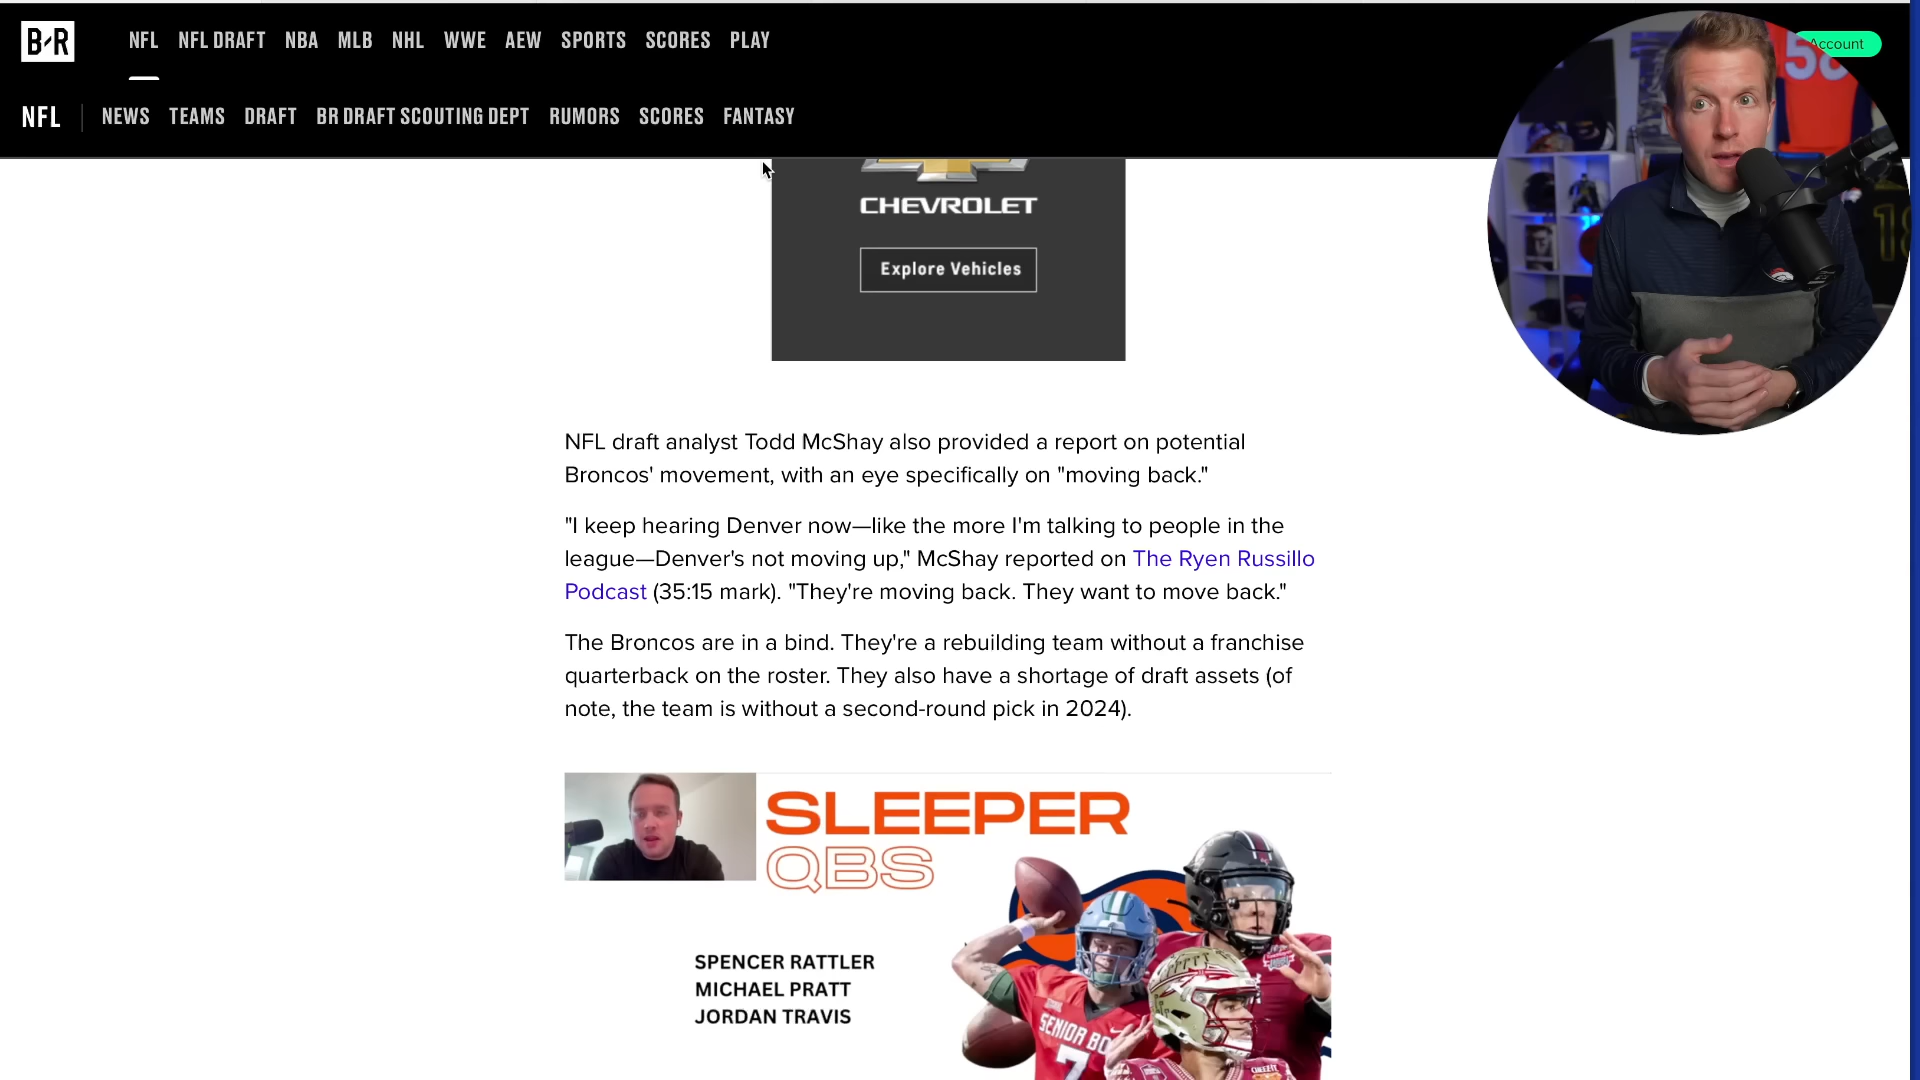 B/R
NFL NFL DRAFT NBA MLB NHL WWE AEW SPORTS SCORES PLAY
Account
58
NFL NEWS TEAMS DRAFT BR DRAFT SCOUTING DEPT RUMORS SCORES FANTASY
CHEVROLET
Explore Vehicles
18
NFL draft analyst Todd McShay also provided a report on potential
Broncos' movement, with an eye specifically on "moving back."
"I keep hearing Denver now—like the more I'm talking to people in the
league—Denver's not moving up," McShay reported on The Ryen Russillo
Podcast (35:15 mark). "They're moving back. They want to move back."
The Broncos are in a bind. They're a rebuilding team without a franchise
quarterback on the roster. They also have a shortage of draft assets (of
note, the team is without a second-round pick in 2024).
SLEEPER
QBS
SPENCER RATTLER
MICHAEL PRATT
JORDAN TRAVIS
SENIOR BO
7